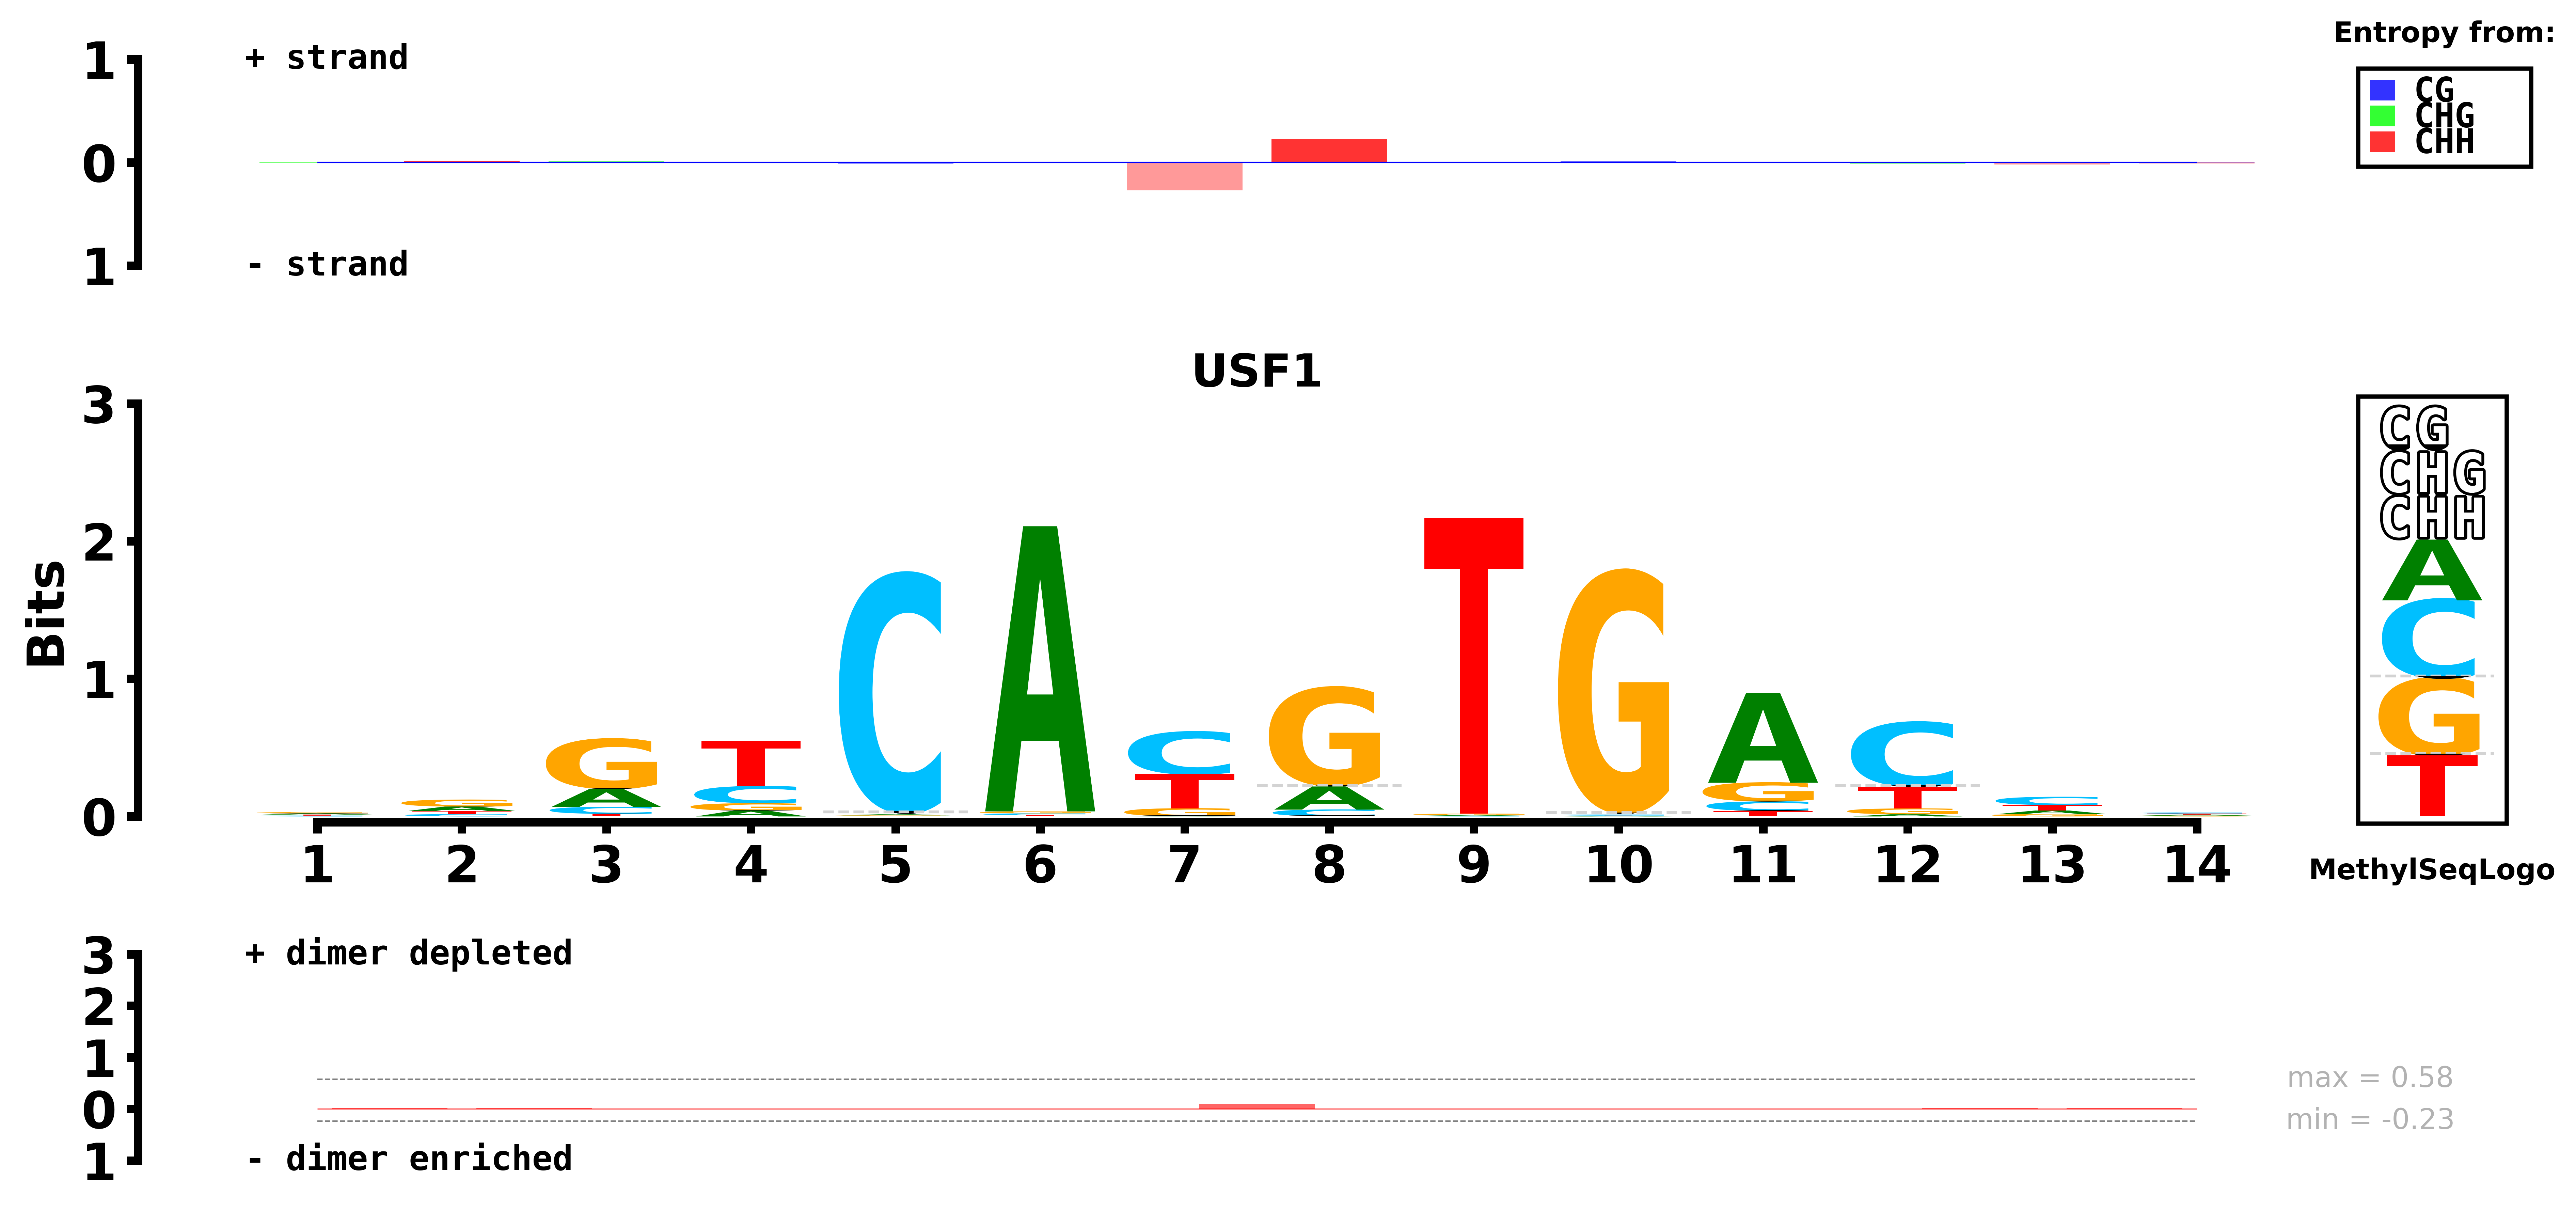 Entropy from:
1
+ strand
CG
CHG
CHH
0
1
- strand
USF1
3
2
1
0
Bits
G A C T
T C G A
C
A
C T G
G A C
T
G
A G C T
C T G A
C T A G
CG
CHG
CHH
A
C
G
T
1 2 3 4 5 6 7 8 9 10 11 12 13 14
MethylSeqLogo
3
+ dimer depleted
2
1
max = 0.58
0
min = -0.23
1
- dimer enriched